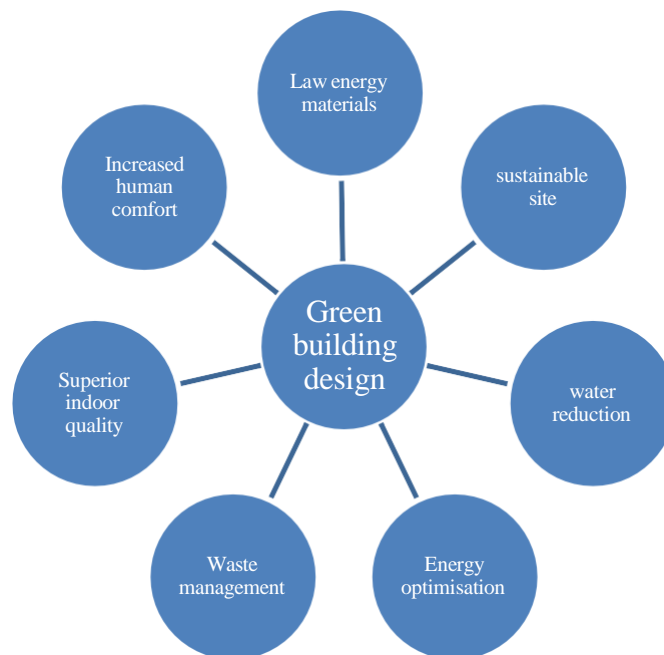 Law energy
materials
Increased
human
comfort
sustainable
site
Green
building
design
Superior
indoor
quality
water
reduction
Waste
management
Energy
optimisation